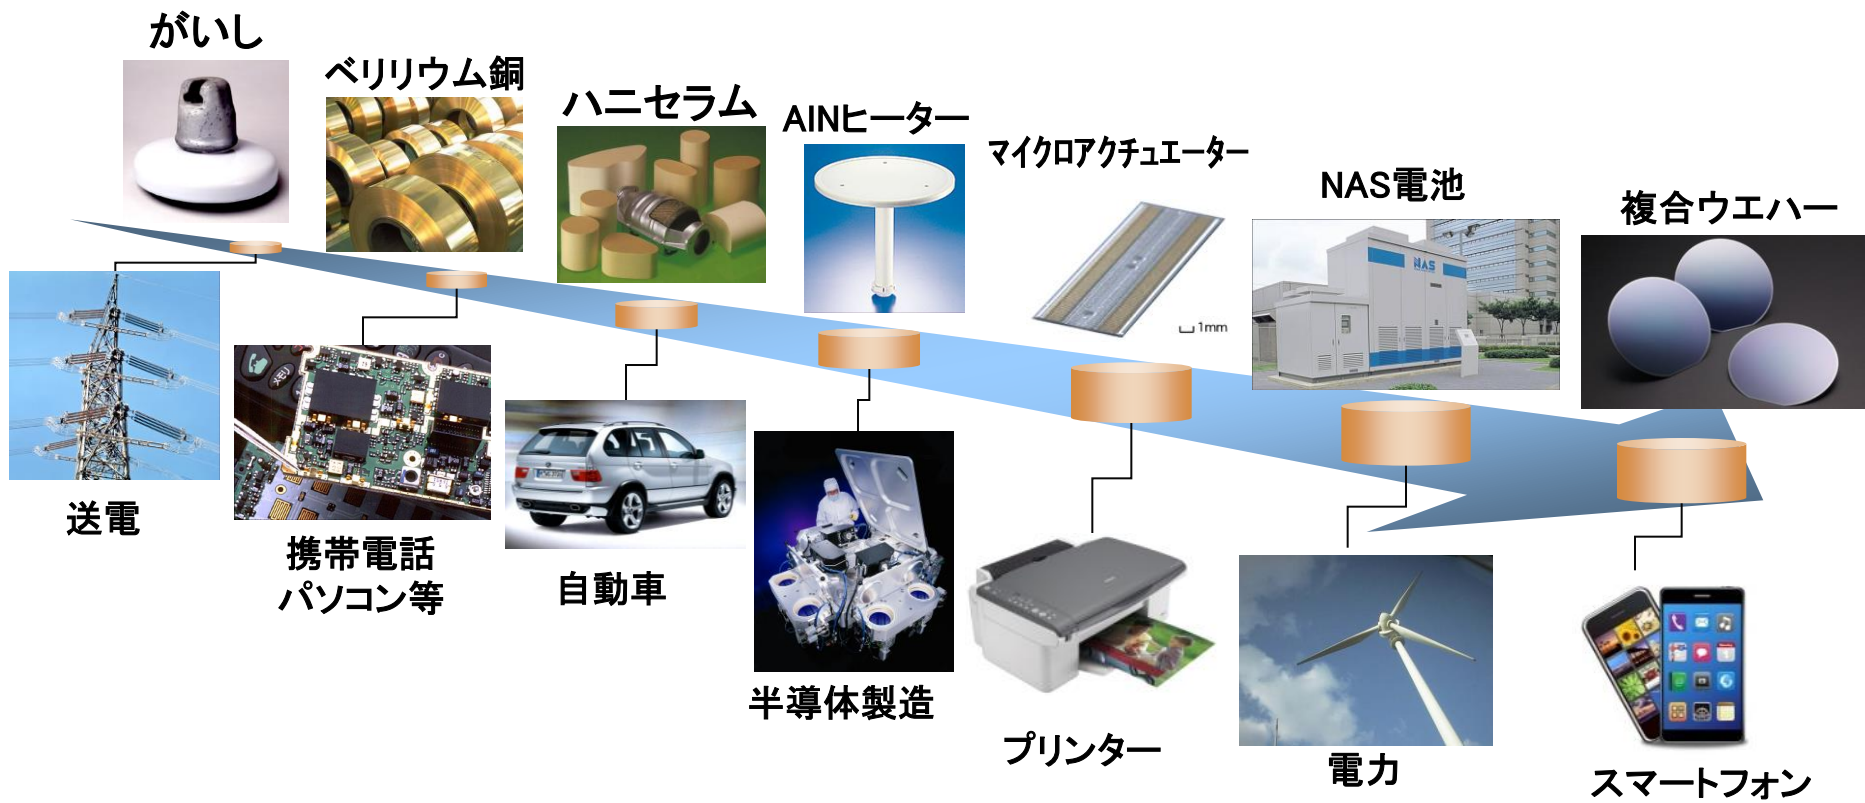 がいし
ベリリウム銅
ハニセラム
AlNヒーター
マイクロアクチュエーター
1mm
NAS電池
NAS
複合ウエハー
送電
携帯電話
パソコン等
自動車
半導体製造
プリンター
電力
スマートフォン